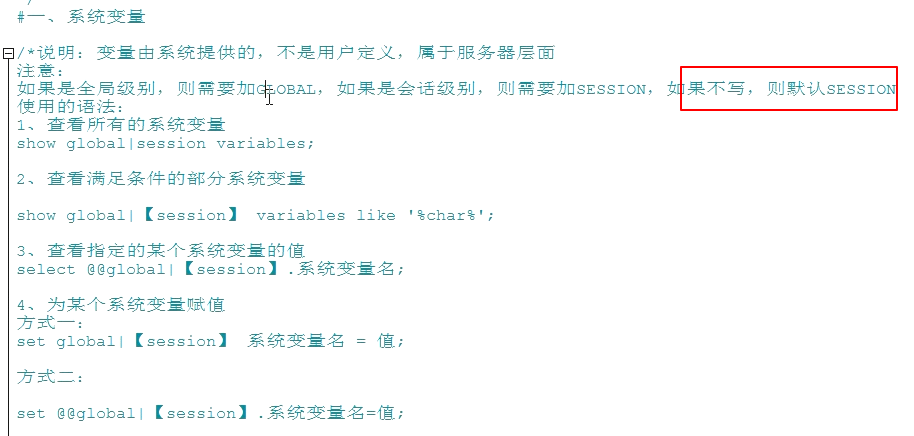 #一、系统变量
/*说明: 变量由系统提供的, 不是用户定义, 属于服务器层面
注意:
如果是全局级别, 则需要加GLOBAL, 如果是会话级别, 则需要加SESSION, 如果不写, 则默认SESSION
使用的语法:
1、查看所有的系统变量
show global|session variables;
2、查看满足条件的部分系统变量
show global|【session】 variables like '%char%';
3、查看指定的某个系统变量的值
select @@global|【session】.系统变量名;
4、为某个系统变量赋值
方式一:
set global|【session】 系统变量名 = 值;
方式二:
set @@global|【session】.系统变量名=值;